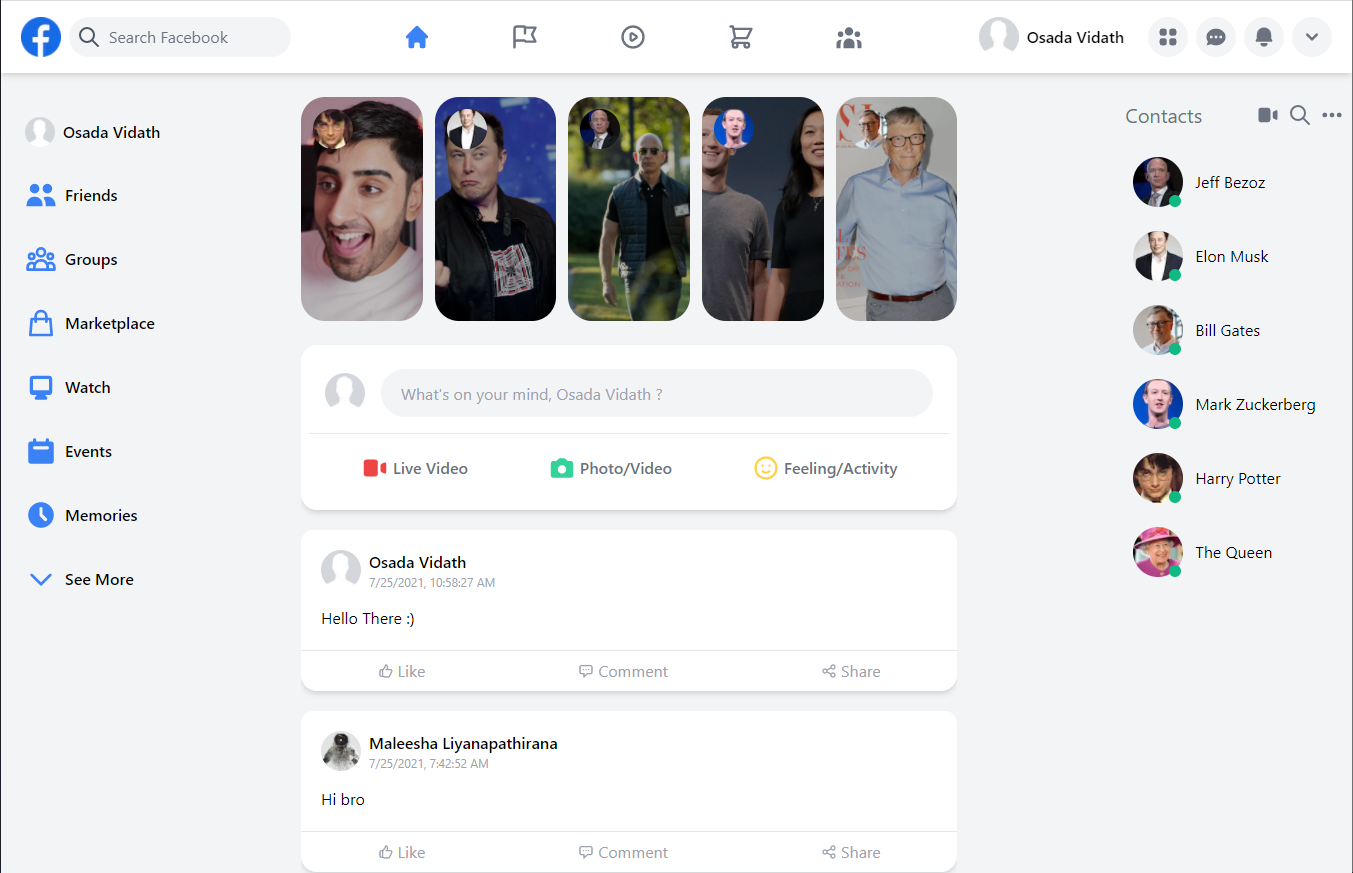 Search Facebook
Osada Vidath
Osada Vidath
Friends
Groups
Marketplace
Watch
Events
Memories
See More
What's on your mind, Osada Vidath ?
Live Video
Photo/Video
Feeling/Activity
Osada Vidath
7/25/2021, 10:58:27 AM
Hello There :)
Like
Comment
Share
Maleesha Liyanapathirana
7/25/2021, 7:42:52 AM
Hi bro
Like
Comment
Share
Contacts
Jeff Bezoz
Elon Musk
Bill Gates
Mark Zuckerberg
Harry Potter
The Queen